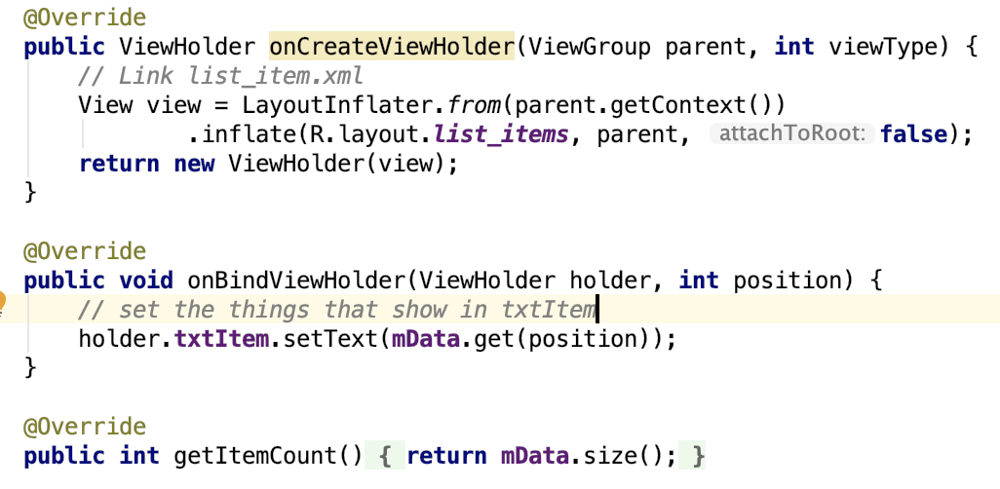 @Override
public ViewHolder onCreateViewHolder(ViewGroup parent, int viewType) {
// Link list_item.xml
View view = LayoutInflater.from(parent.getContext())
.inflate(R.layout.list_items, parent, attachToRoot: false);
return new ViewHolder(view);
}
@Override
public void onBindViewHolder(ViewHolder holder, int position) {
// set the things that show in txtItem
holder.txtItem.setText(mData.get(position));
}
@Override
public int getItemCount() { return mData.size(); }